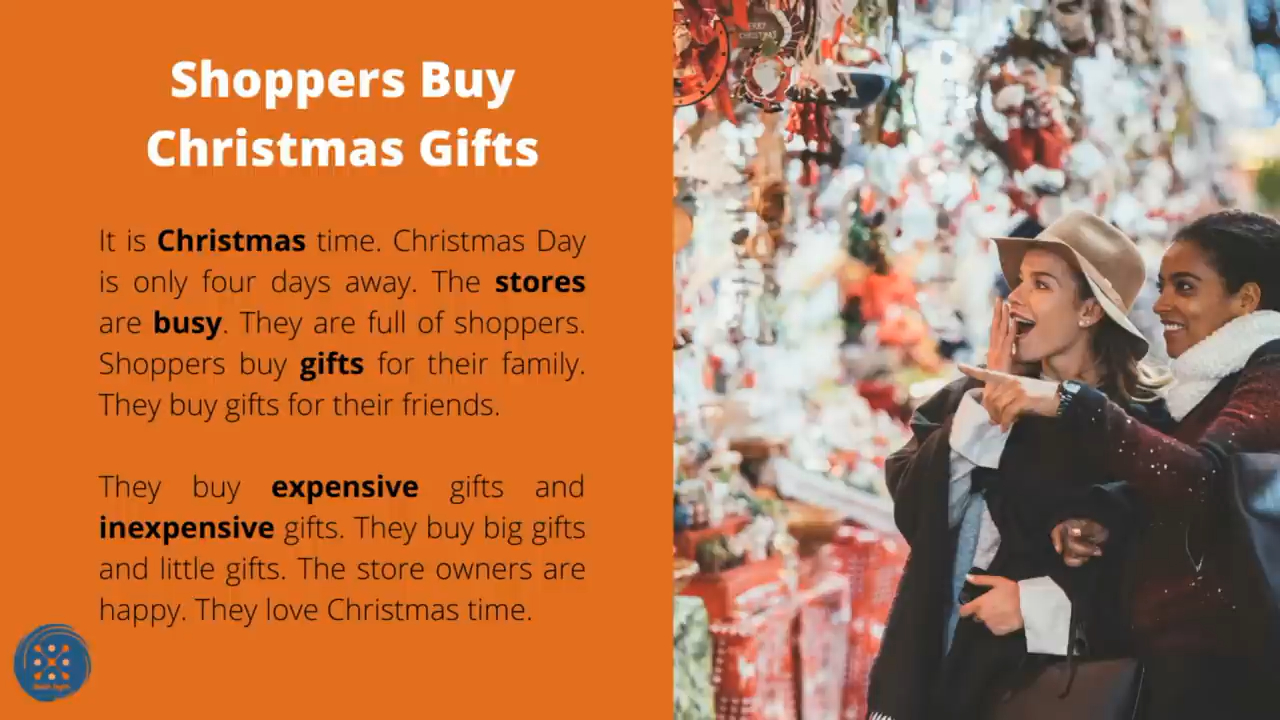 Shoppers Buy
Christmas Gifts
It is Christmas time. Christmas Day
is only four days away. The stores
are busy. They are full of shoppers.
Shoppers buy gifts for their family.
They buy gifts for their friends.
They buy expensive gifts and
inexpensive gifts. They buy big gifts
and little gifts. The store owners are
happy. They love Christmas time.
MERRY
CHRISTMAS